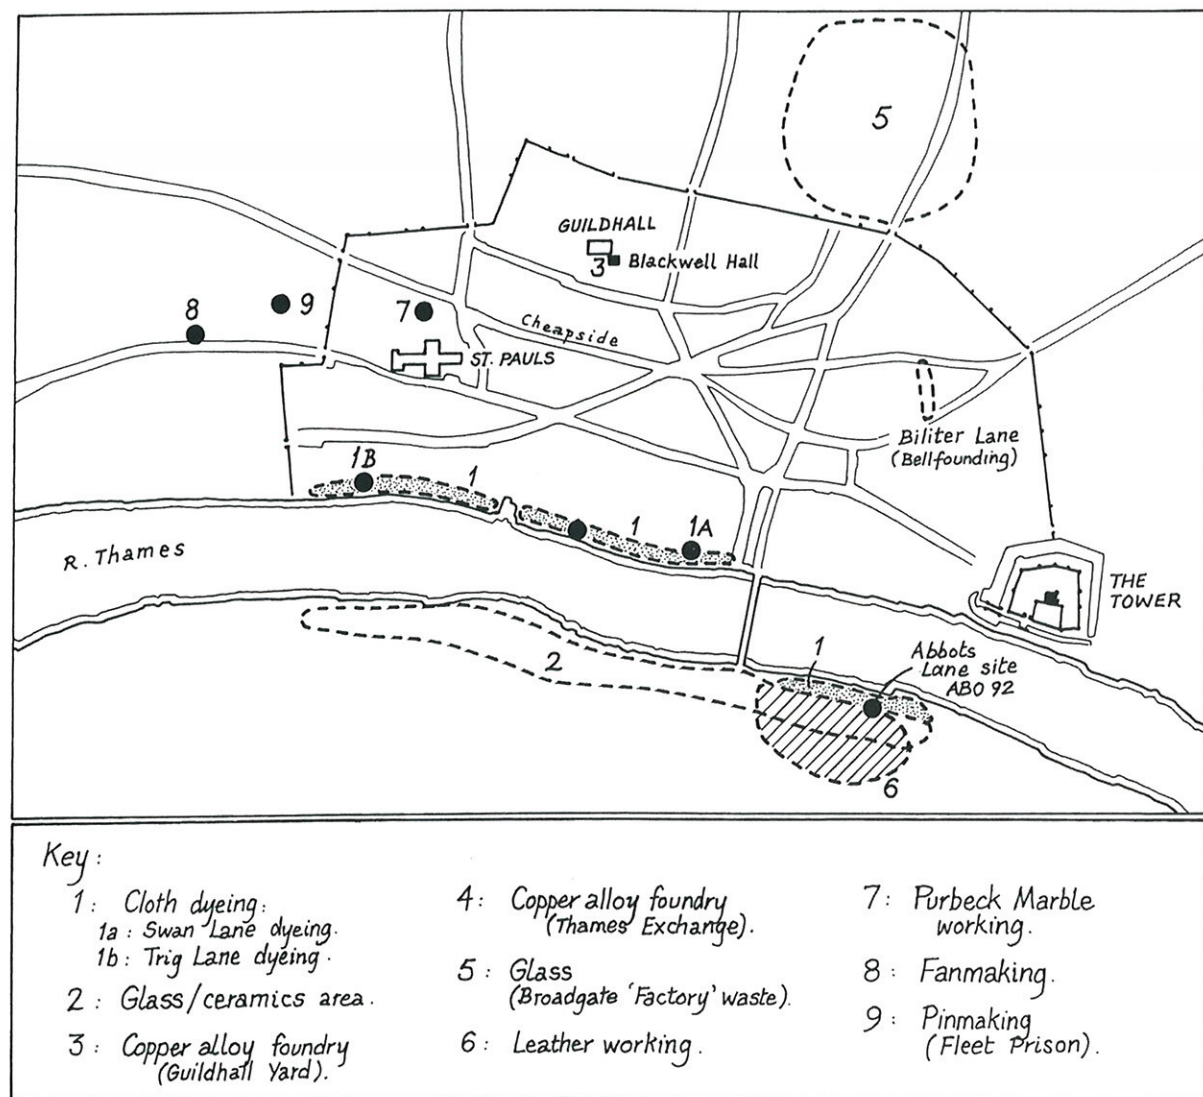 5
GUILDHALL
3
Blackwell Hall
8
9
7
Cheapside
ST. PAULS
Biliter Lane
(Bellfounding)
1B
1
1
1A
R. Thames
THE
TOWER
2
1
Abbots
Lane site
ABO 92
6
Key :
1 : Cloth dyeing :
1a : Swan Lane dyeing.
1b : Trig Lane dyeing.
2 : Glass/ceramics area.
3 : Copper alloy foundry
(Guildhall Yard).
4 : Copper alloy foundry
(Thames Exchange).
5 : Glass
(Broadgate 'Factory' waste).
6 : Leather working.
7 : Purbeck Marble
working.
8 : Fanmaking.
9 : Pinmaking
(Fleet Prison).